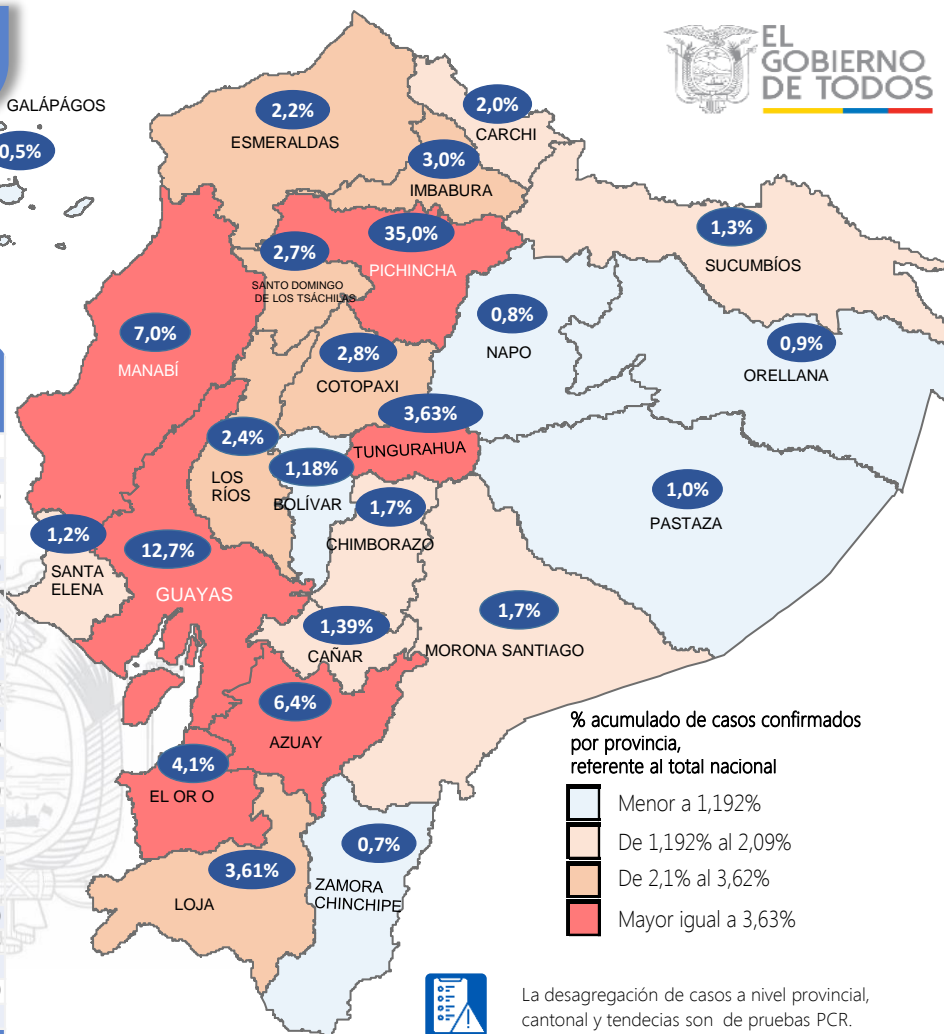 EL
GOBIERNO
DE TODOS
GALÁPÁGOS
0,5%
2,2%
ESMERALDAS
2,0%
CARCHI
3,0%
IMBABURA
1,3%
SUCUMBÍOS
35,0%
PICHINCHA
2,7%
SANTO DOMINGO
DE LOS TSÁCHILAS
7,0%
MANABÍ
0,8%
NAPO
0,9%
ORELLANA
2,8%
COTOPAXI
3,63%
TUNGURAHUA
2,4%
LOS
RÍOS
1,18%
BOLÍVAR
1,0%
PASTAZA
1,7%
CHIMBORAZO
1,2%
SANTA
ELENA
12,7%
GUAYAS
1,39%
CAÑAR
1,7%
MORONA SANTIAGO
6,4%
AZUAY
4,1%
EL OR O
3,61%
LOJA
0,7%
ZAMORA
CHINCHIPE
% acumulado de casos confirmados
por provincia,
referente al total nacional
Menor a 1,192%
De 1,192% al 2,09%
De 2,1% al 3,62%
Mayor igual a 3,63%
La desagregación de casos a nivel provincial,
cantonal y tendecias son de pruebas PCR.